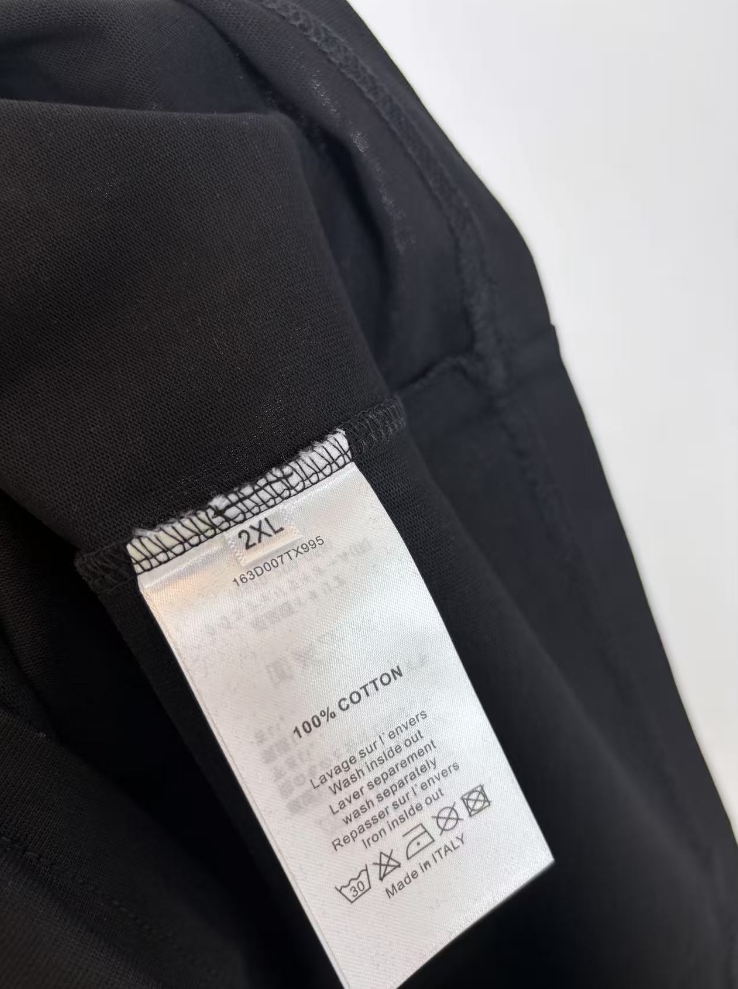 2XL
163D007TX995
100% COTTON
Lavage sur l'envers
Wash inside out
Laver separement
wash separately
Repasser sur l'envers
Iron inside out
30
Made in ITALY